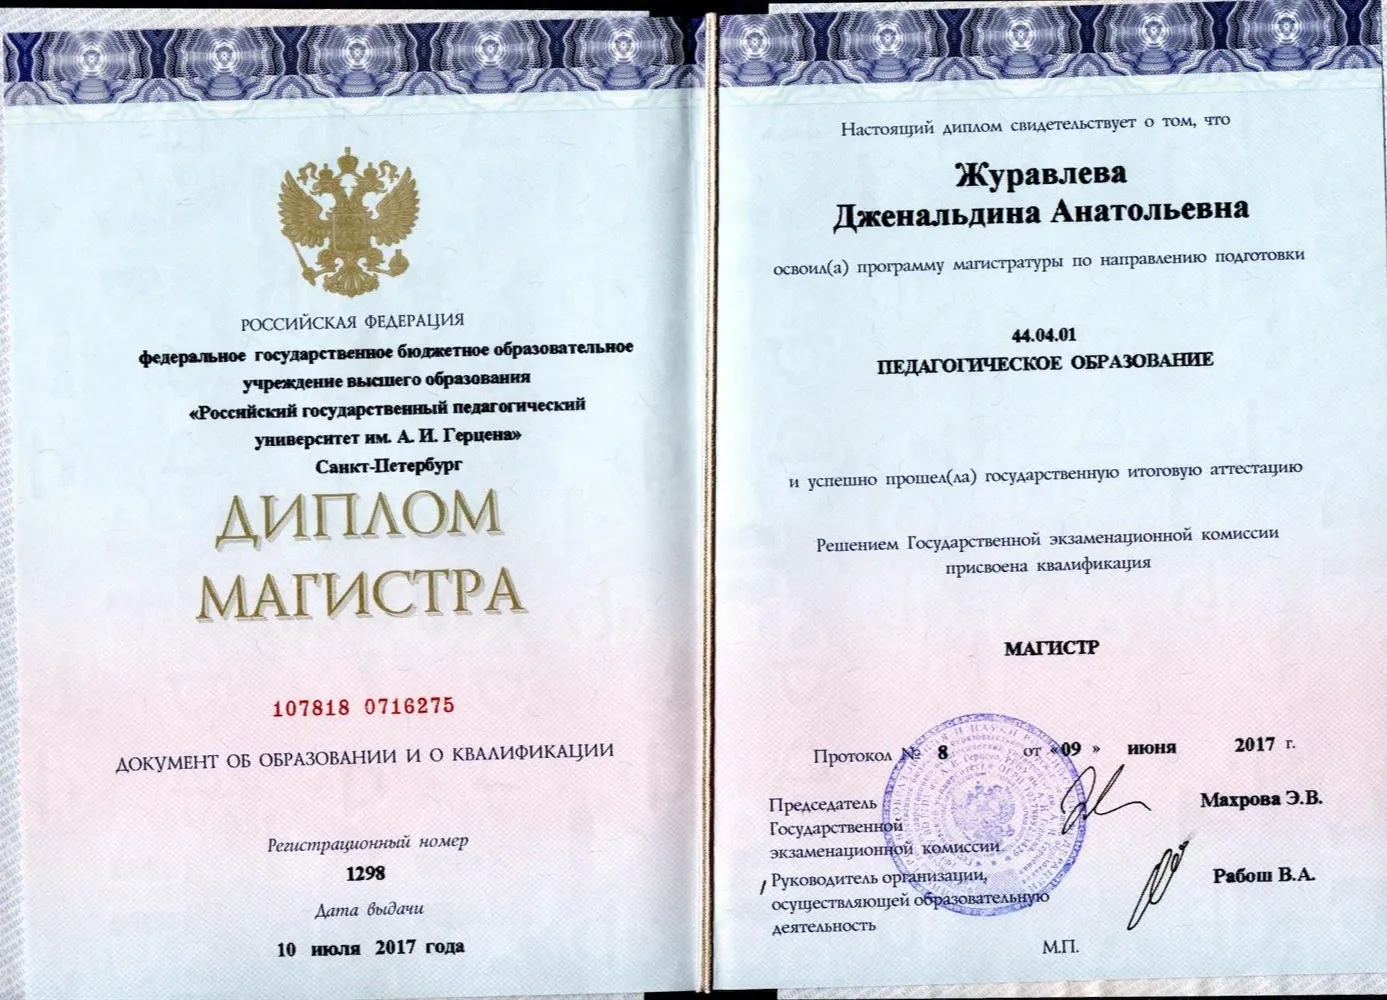 РОССИЙСКАЯ ФЕДЕРАЦИЯ
федеральное государственное бюджетное образовательное
учреждение высшего образования
«Российский государственный педагогический
университет им. А. И. Герцена»
Санкт-Петербург
ДИПЛОМ
МАГИСТРА
107818 0716275
ДОКУМЕНТ ОБ ОБРАЗОВАНИИ И О КВАЛИФИКАЦИИ
Регистрационный номер
1298
Дата выдачи
10 июля 2017 года
Настоящий диплом свидетельствует о том, что
Журавлева
Дженальдина Анатольевна
освоил(а) программу магистратуры по направлению подготовки
44.04.01
ПЕДАГОГИЧЕСКОЕ ОБРАЗОВАНИЕ
и успешно прошел(ла) государственную итоговую аттестацию
Решением Государственной экзаменационной комиссии
присвоена квалификация
МАГИСТР
Протокол № 8 от «09 » июня 2017 г.
Председатель
Государственной
экзаменационной комиссии
Махрова Э.В.
Руководитель организации,
осуществляющей образовательную
деятельность
Рабош В.А.
М.П.